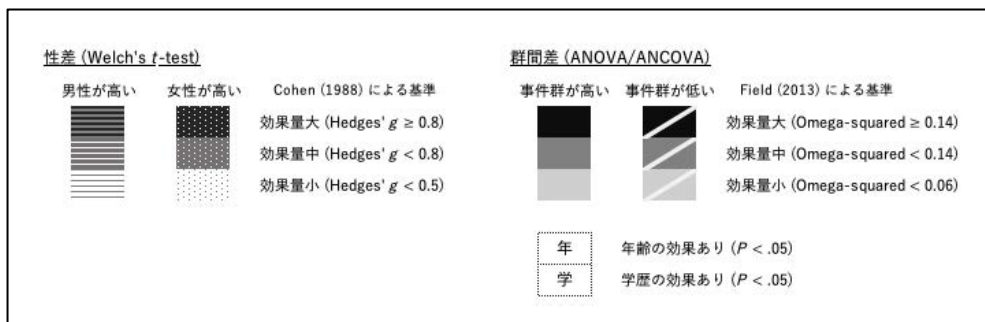 性差 (Welch's t-test)
男性が高い 女性が高い Cohen (1988) による基準
効果量大 (Hedges' g ≥ 0.8)
効果量中 (Hedges' g < 0.8)
効果量小 (Hedges' g < 0.5)
群間差 (ANOVA/ANCOVA)
事件群が高い 事件群が低い Field (2013) による基準
効果量大 (Omega-squared ≥ 0.14)
効果量中 (Omega-squared < 0.14)
効果量小 (Omega-squared < 0.06)
年 年齢の効果あり (P < .05)
学 学歴の効果あり (P < .05)